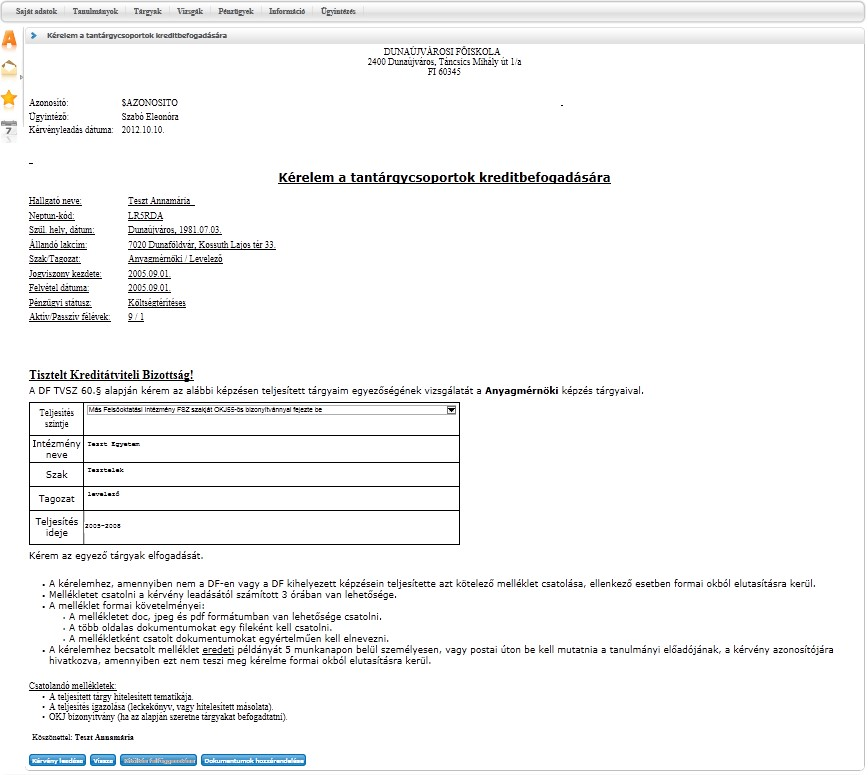 Saját adatok Tanulmányok Tárgyak Vizsgák Pénzügyek Információ Ügyintézés
Kérelem a tantárgycsoportok kreditbefogadására
DUNAÚJVÁROSI FŐISKOLA
2400 Dunaújváros, Táncsics Mihály út 1/a
FI 60345
Azonosító: $AZONOSITO
Ügyintéző: Szabó Eleonóra
Kérvényleadás dátuma: 2012.10.10.
Kérelem a tantárgycsoportok kreditbefogadására
Hallgató neve: Teszt Annamária
Neptun-kód: LR5RDA
Szül. hely, dátum: Dunaújváros, 1981.07.03.
Állandó lakcím: 7020 Dunaföldvár, Kossuth Lajos tér 33.
Szak/Tagozat: Anyagmérnöki / Levelező
Jogviszony kezdete: 2005.09.01.
Felvétel dátuma: 2005.09.01.
Pénzügyi státusz: Költségtérítéses
Aktív/Passzív félévek: 9 / 1
Tisztelt Kreditátviteli Bizottság!
A DF TVSZ 60.§ alapján kérem az alábbi képzésen teljesített tárgyaim egyezőségének vizsgálatát a Anyagmérnöki képzés tárgyaival.
Teljesítés szintje Más Felsőoktatási Intézmény FSZ szakját OKJ55-ös bizonyítvánnyal fejezte be
Intézmény neve Teszt Egyetem
Szak Tesztelek
Tagozat levelező
Teljesítés ideje 2005-2008
Kérem az egyező tárgyak elfogadását.
• A kérelemhez, amennyiben nem a DF-en vagy a DF kihelyezett képzésein teljesítette azt kötelező melléklet csatolása, ellenkező esetben formai okból elutasításra kerül.
• Mellékletet csatolni a kérvény leadásától számított 3 órában van lehetősége.
• A melléklet formai követelményei:
• A mellékletet doc, jpeg és pdf formátumban van lehetősége csatolni.
• A több oldalas dokumentumokat egy fileként kell csatolni.
• A mellékletként csatolt dokumentumokat egyértelműen kell elnevezni.
• A kérelemhez becsatolt melléklet eredeti példányát 5 munkanapon belül személyesen, vagy postai úton be kell mutatnia a tanulmányi előadójának, a kérvény azonosítójára
hivatkozva, amennyiben ezt nem teszi meg kérelme formai okból elutasításra kerül.
Csatolandó mellékletek:
• A teljesített tárgy hitelesített tematikája.
• A teljesítés igazolása (leckekönyv, vagy hitelesített másolata).
• OKJ bizonyítvány (ha az alapján szeretne tárgyakat befogadtatni).
Köszönettel: Teszt Annamária
Kérvény leadása Vissza Kitöltés felfüggesztése Dokumentumok hozzárendelése